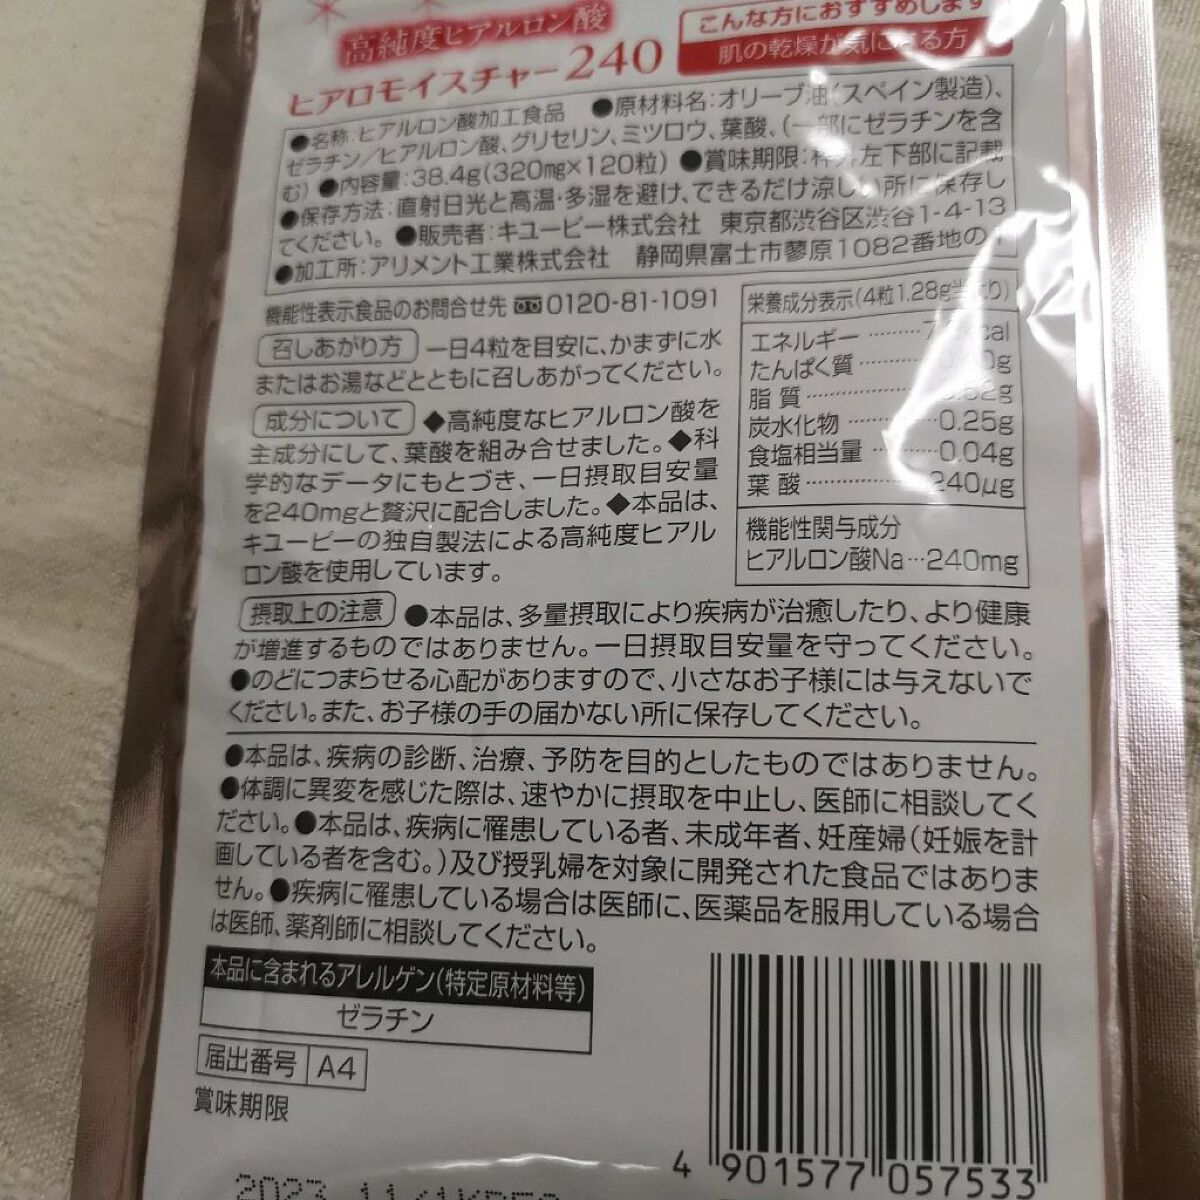 高純度ヒアルロン酸
ヒアロモイスチャー240
こんな方におすすめします
肌の乾燥が気になる方
●名称:ヒアルロン酸加工食品 ●原材料名:オリーブ油(スペイン製造)、
ゼラチン/ヒアルロン酸、グリセリン、ミツロウ、葉酸、(一部にゼラチンを含
む) ●内容量:38.4g(320mg×120粒) ●賞味期限:枠外左下部に記載
●保存方法:直射日光と高温・多湿を避け、できるだけ涼しい所に保存し
てください。 ●販売者:キユーピー株式会社 東京都渋谷区渋谷1-4-13
●加工所:アリメント工業株式会社 静岡県富士市蓼原1082番地の1
機能性表示食品のお問合せ先 0120-81-1091
召しあがり方 一日4粒を目安に、かまずに水
またはお湯などとともに召しあがってください。
成分について ◆高純度なヒアルロン酸を
主成分にして、葉酸を組み合せました。◆科
学的なデータにもとづき、一日摂取目安量
を240mgと贅沢に配合しました。◆本品は、
キユーピーの独自製法による高純度ヒアル
ロン酸を使用しています。
栄養成分表示(4粒1.28g当たり)
エネルギー
たんぱく質
脂質
炭水化物 0.25g
食塩相当量 0.04g
葉酸 240μg
機能性関与成分
ヒアルロン酸Na…240mg
摂取上の注意 ●本品は、多量摂取により疾病が治癒したり、より健康
が増進するものではありません。一日摂取目安量を守ってください。
●のどにつまらせる心配がありますので、小さなお子様には与えないで
ください。また、お子様の手の届かない所に保存してください。
●本品は、疾病の診断、治療、予防を目的としたものではありません。
●体調に異変を感じた際は、速やかに摂取を中止し、医師に相談してく
ださい。●本品は、疾病に罹患している者、未成年者、妊産婦(妊娠を計
画している者を含む。)及び授乳婦を対象に開発された食品ではありま
せん。●疾病に罹患している場合は医師に、医薬品を服用している場合
は医師、薬剤師に相談してください。
本品に含まれるアレルゲン(特定原材料等)
ゼラチン
届出番号 A4
賞味期限
4 901577 057533
2023